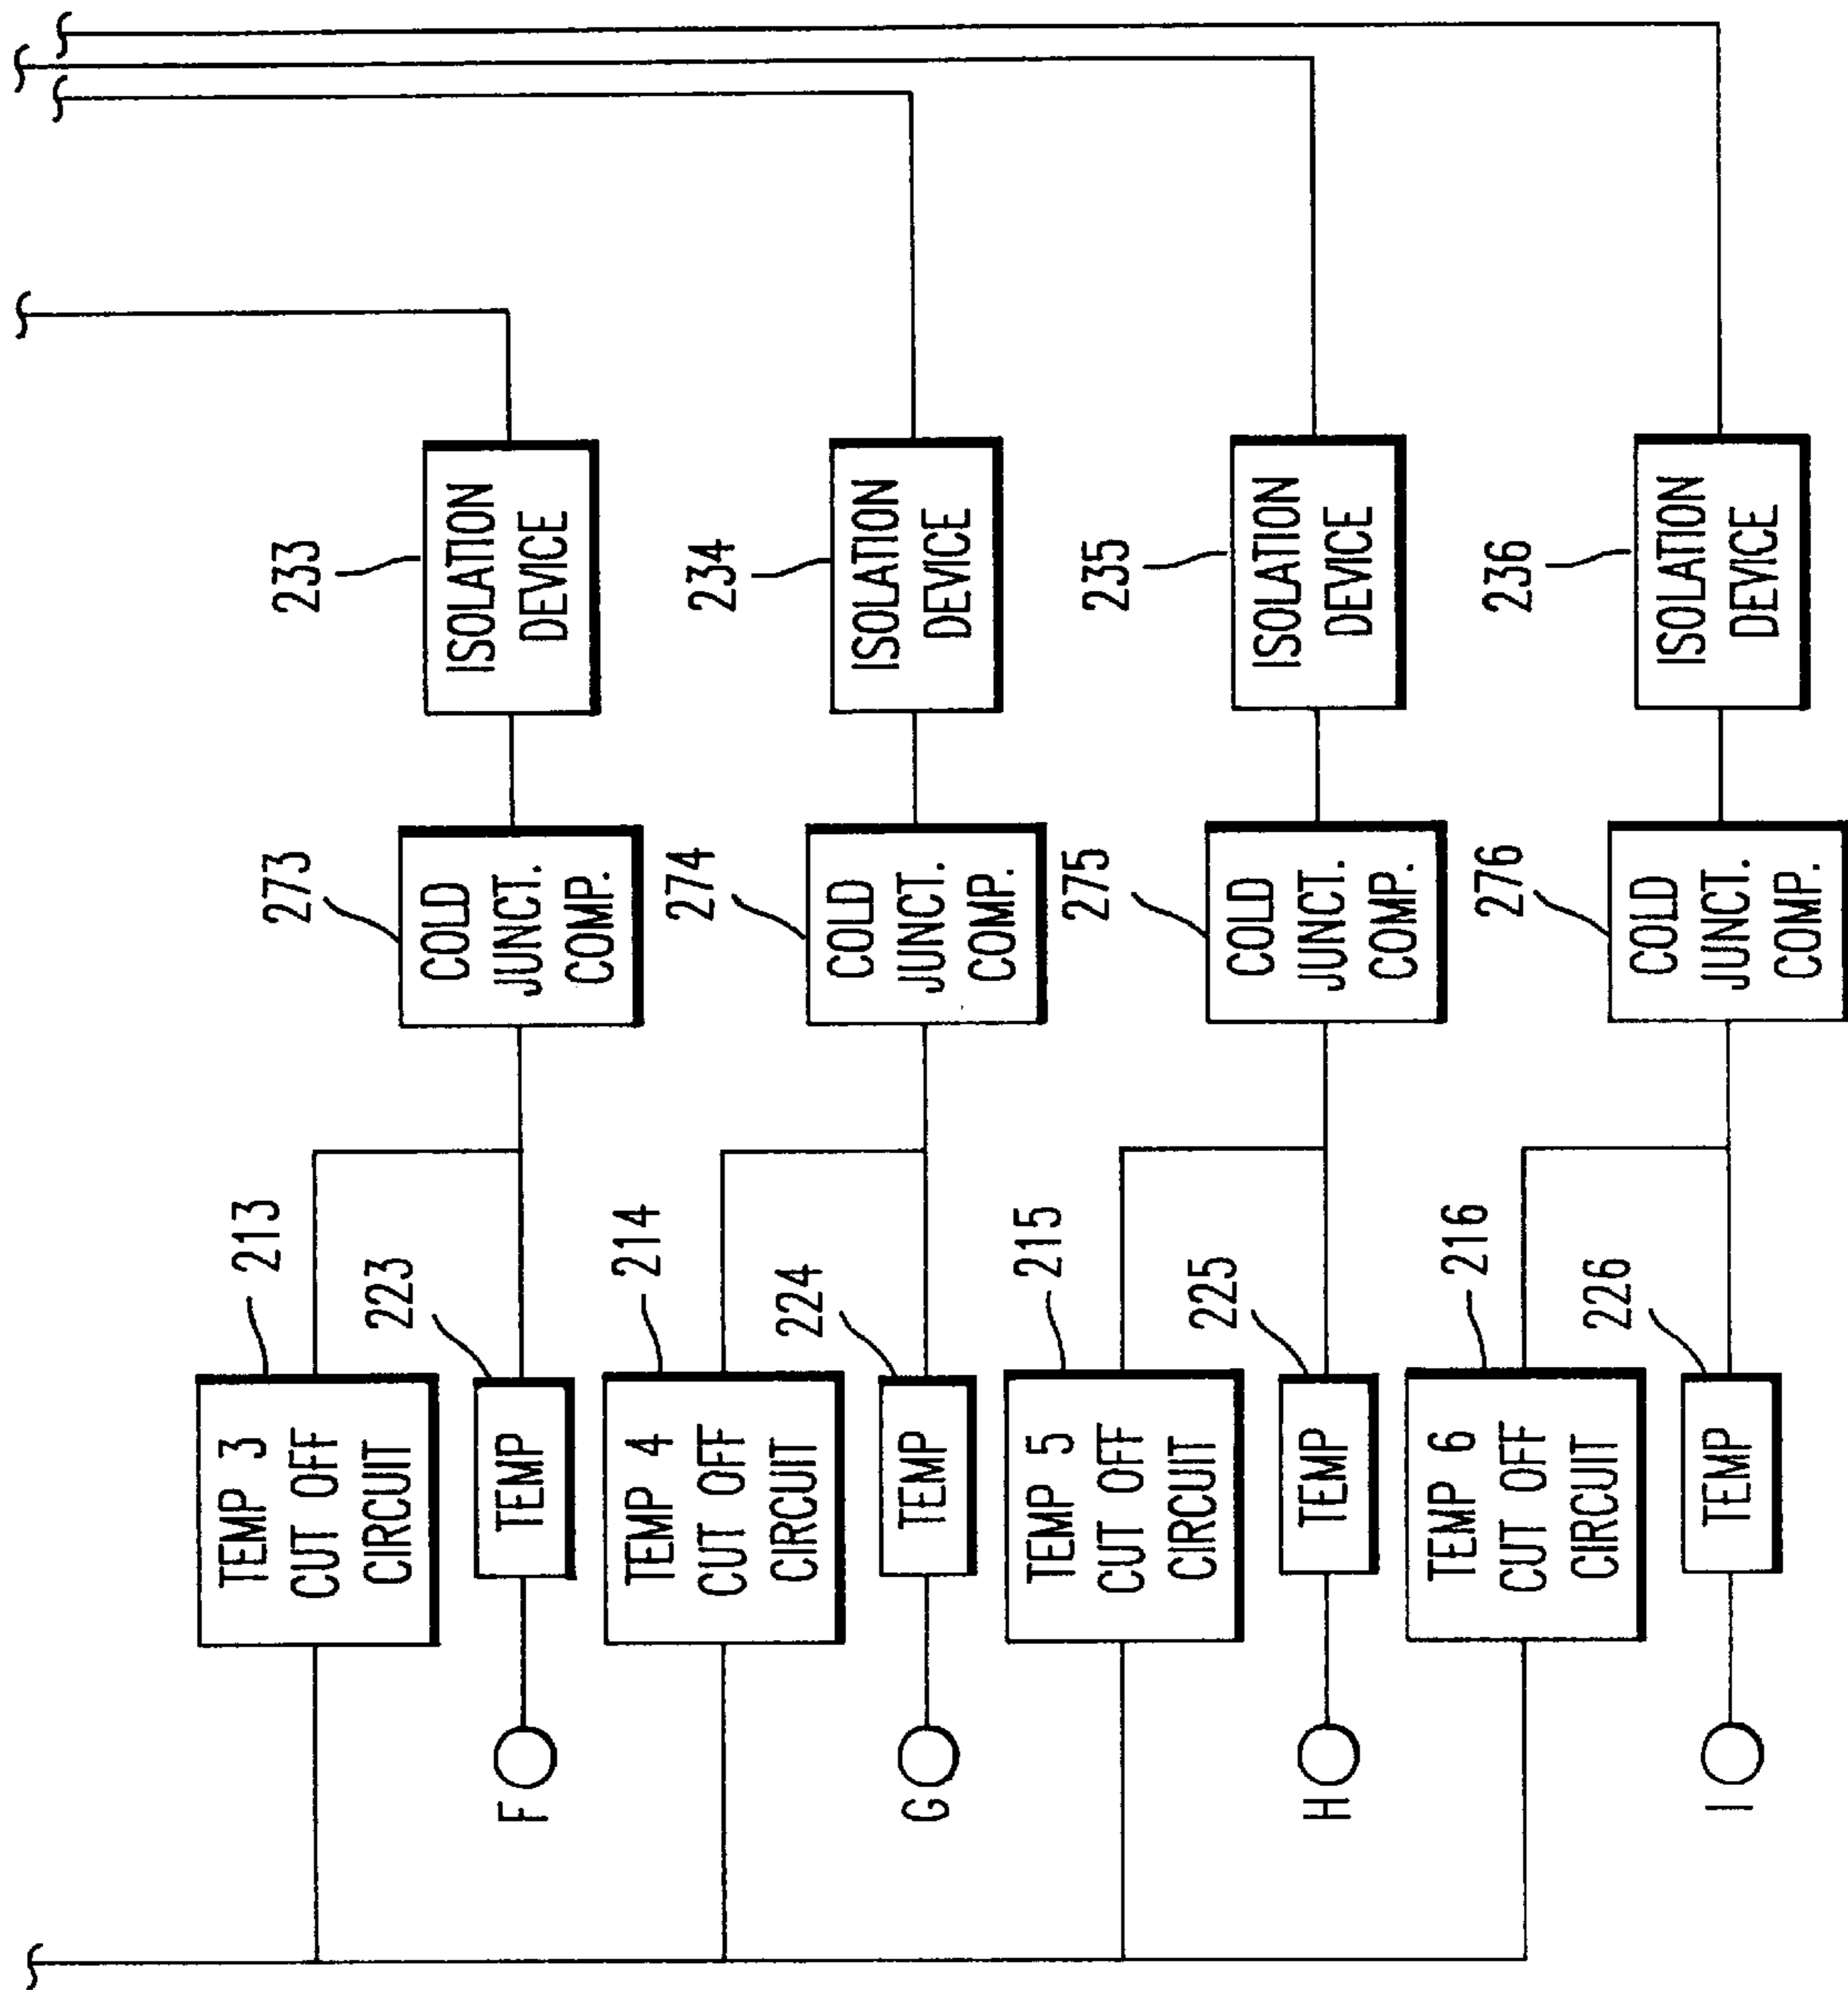 233
ISOLATION
DEVICE
273
COLD
JUNCT.
COMP.
213
TEMP 3
CUT OFF
CIRCUIT
223
TEMP
F
234
ISOLATION
DEVICE
274
COLD
JUNCT.
COMP.
214
TEMP 4
CUT OFF
CIRCUIT
224
TEMP
G
235
ISOLATION
DEVICE
275
COLD
JUNCT.
COMP.
215
TEMP 5
CUT OFF
CIRCUIT
225
TEMP
H
236
ISOLATION
DEVICE
276
COLD
JUNCT.
COMP.
216
TEMP 6
CUT OFF
CIRCUIT
226
TEMP
I